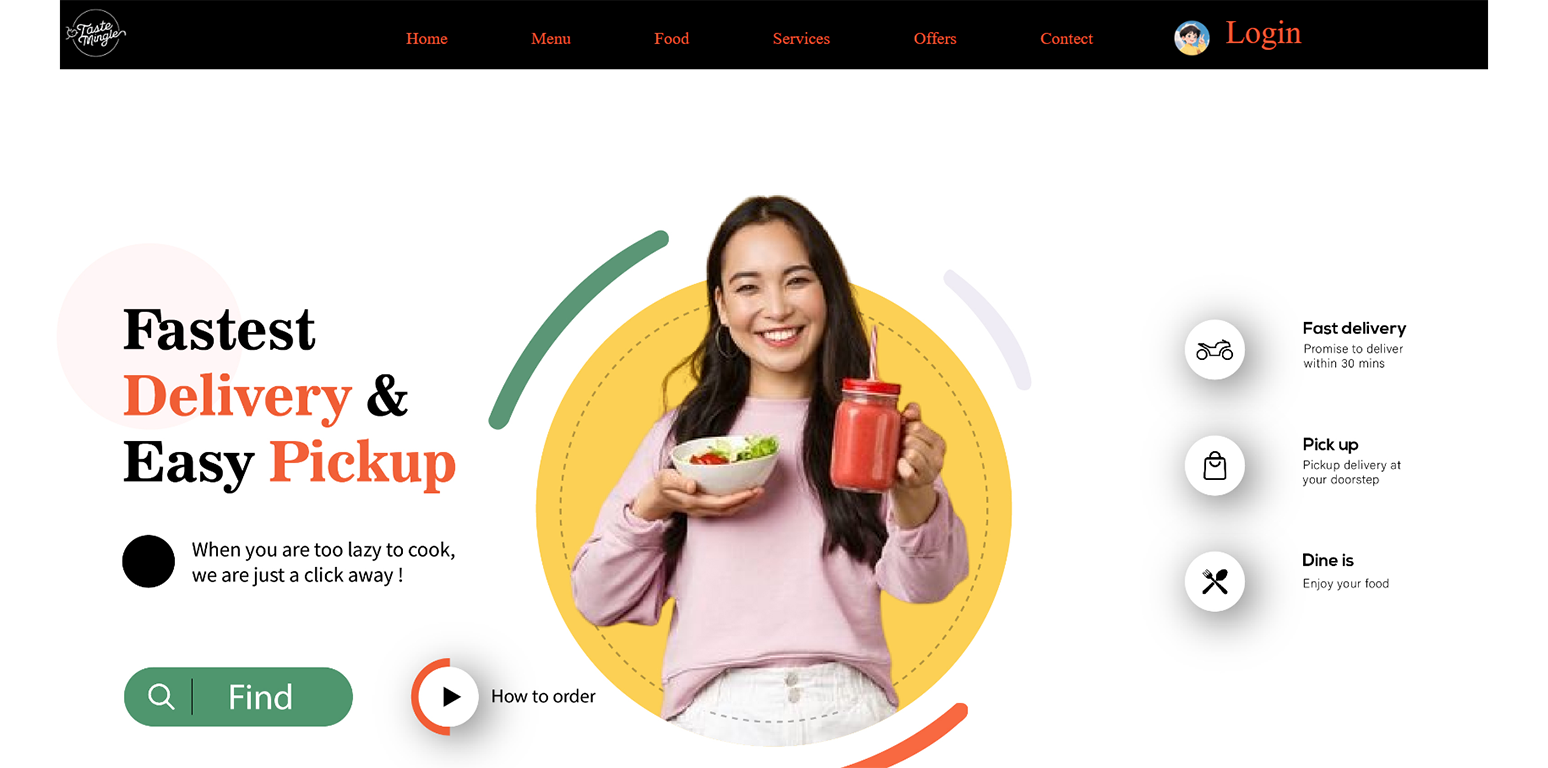 Taste
Mingle
Home Menu Food Services Offers Contect Login
Fastest
Delivery &
Easy Pickup
When you are too lazy to cook,
we are just a click away !
Find
How to order
Fast delivery
Promise to deliver
within 30 mins
Pick up
Pickup delivery at
your doorstep
Dine is
Enjoy your food